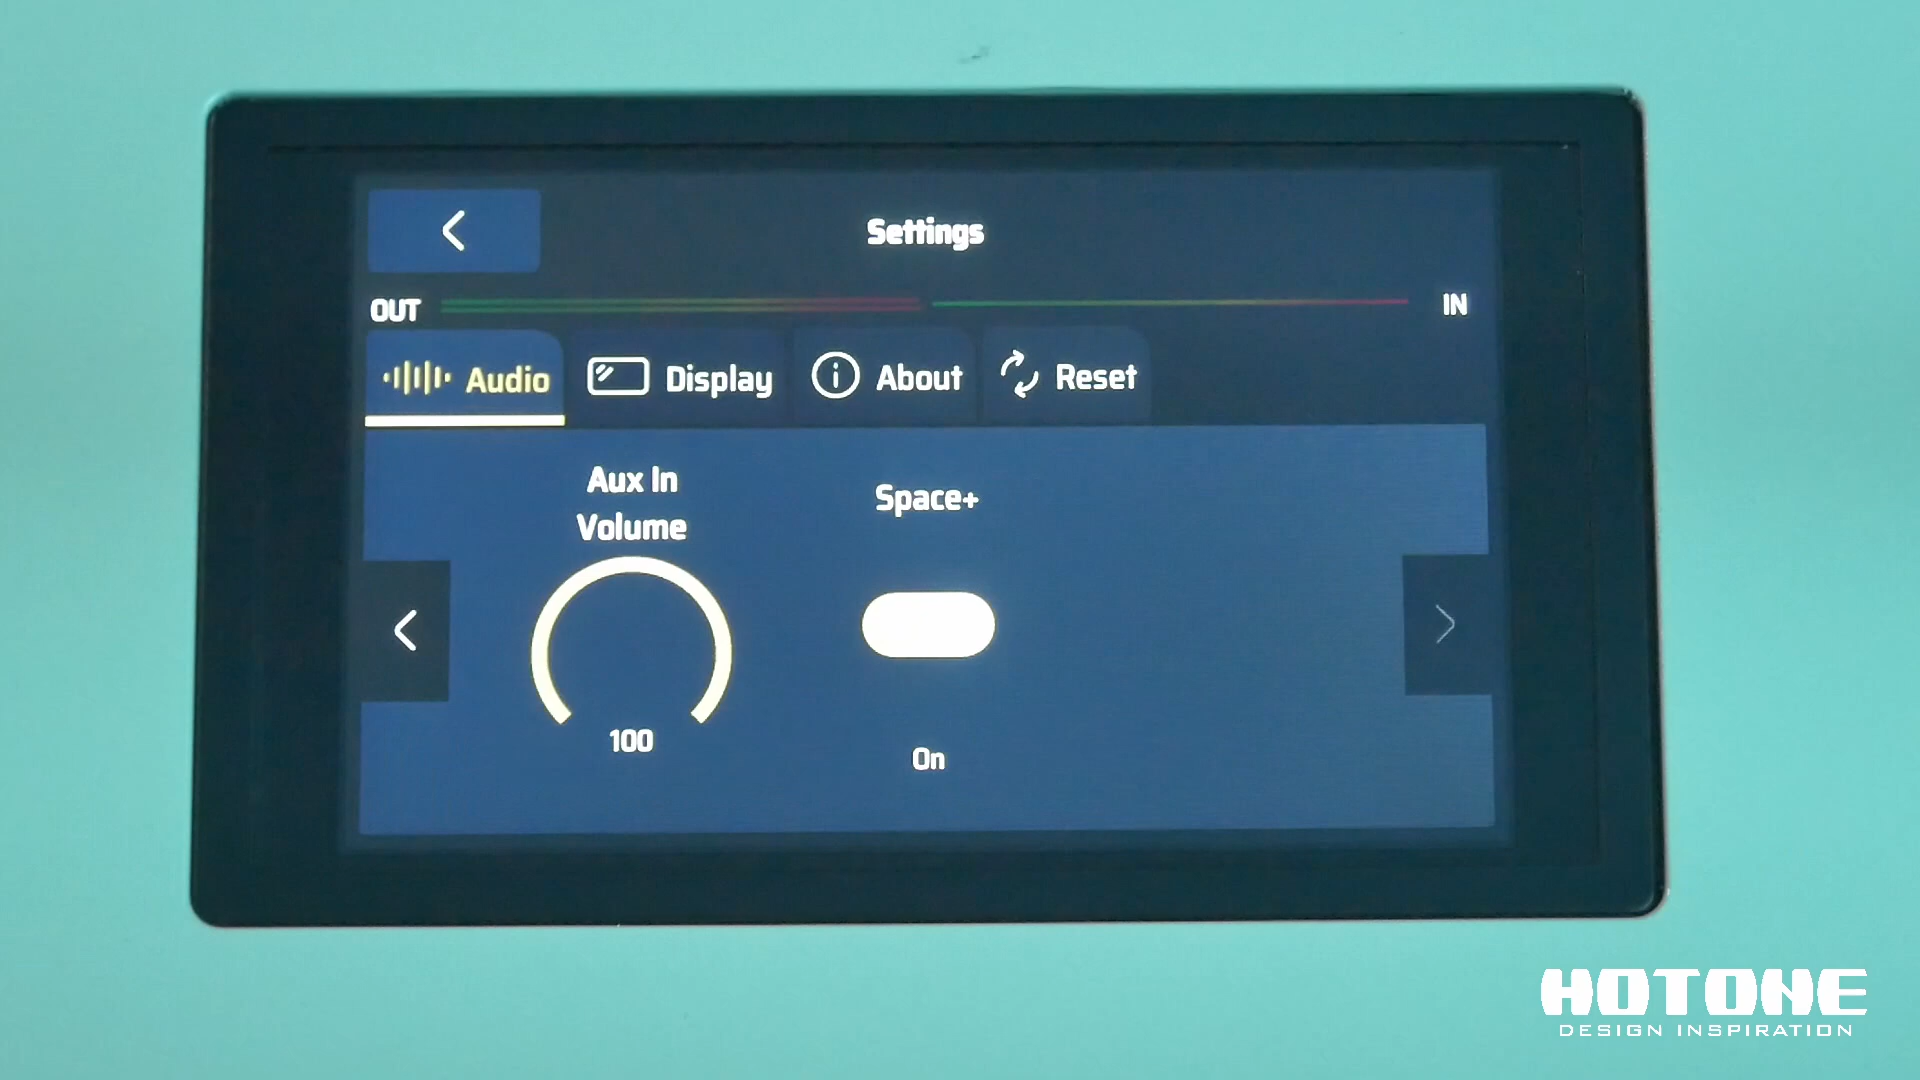 Settings
OUT
IN
Audio
Display
About
Reset
Aux In
Volume
Space+
100
On
HOTONE
DESIGN INSPIRATION